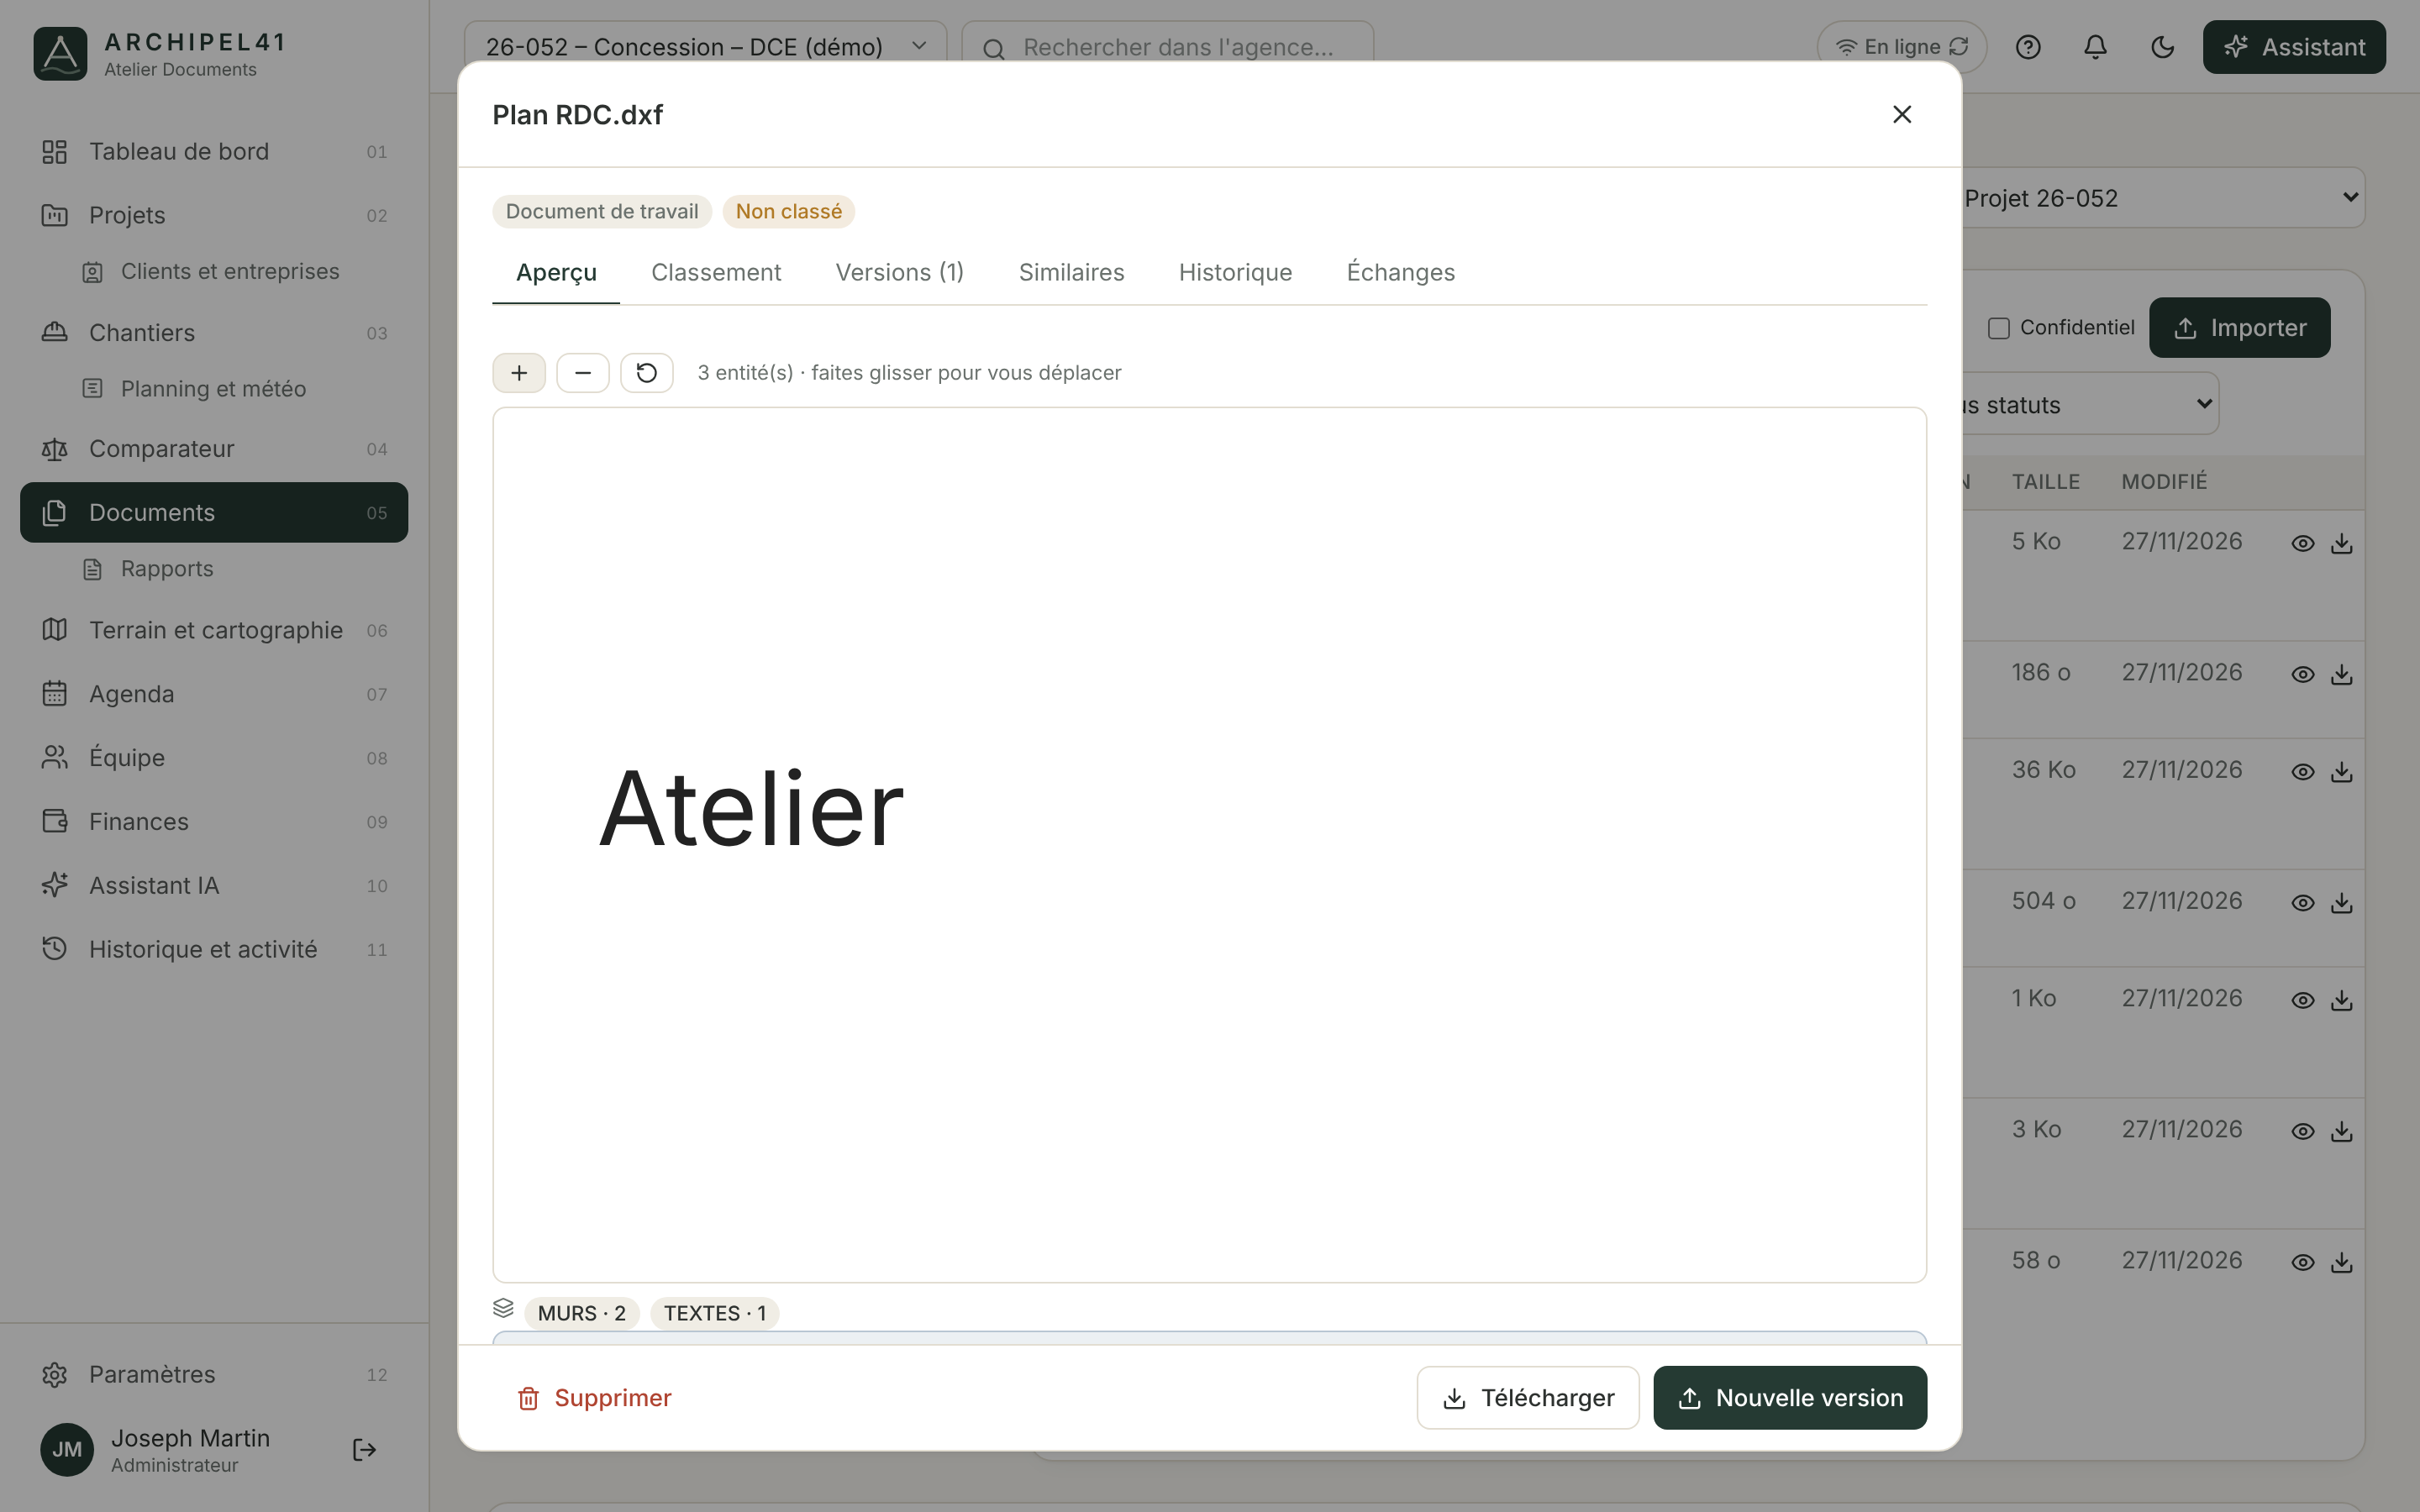 ARCHIPEL41
Atelier Documents
Tableau de bord 01
Projets 02
Clients et entreprises
Chantiers 03
Planning et météo
Comparateur 04
Documents 05
Rapports
Terrain et cartographie 06
Agenda 07
Équipe 08
Finances 09
Assistant IA 10
Historique et activité 11
Paramètres 12
JM
Joseph Martin
Administrateur
26-052 – Concession – DCE (démo)
Rechercher dans l'agence...
En ligne
Assistant
Plan RDC.dxf
Document de travail
Non classé
Aperçu
Classement
Versions (1)
Similaires
Historique
Échanges
3 entité(s) · faites glisser pour vous déplacer
Atelier
MURS · 2
TEXTES · 1
Supprimer
Télécharger
Nouvelle version
Projet 26-052
Confidentiel
Importer
statuts
TAILLE MODIFIÉ
5 Ko 27/11/2026
186 o 27/11/2026
36 Ko 27/11/2026
504 o 27/11/2026
1 Ko 27/11/2026
3 Ko 27/11/2026
58 o 27/11/2026